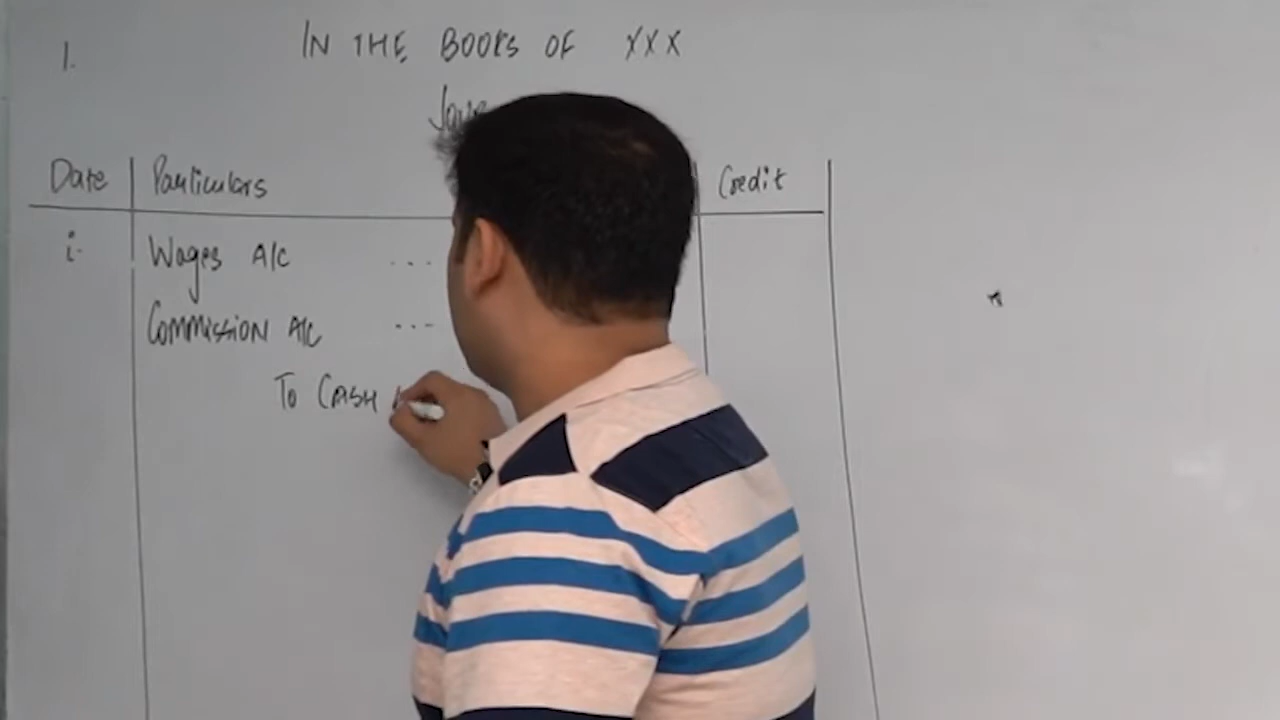 1. IN THE BOOKS OF XXX
Date Particulars Credit
i. Wages A/c ...
Commission A/c ...
To Cash